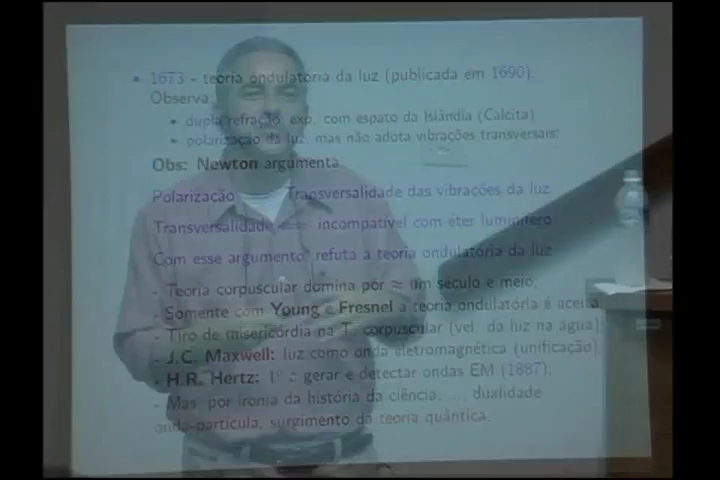 1673 - teoria ondulatória da luz (publicada em 1690).
Observa
dupla refração: exp. com espato da Islândia (Calcita)
polarização da luz, mas não adota vibrações transversais:
Obs: Newton argumenta
Polarização Transversalidade das vibrações da luz
Transversalidade incompatível com éter luminífero
Com esse argumento refuta a teoria ondulatória da luz
- Teoria corpuscular domina por ≈ um século e meio;
- Somente com Young e Fresnel a teoria ondulatória é aceita.
- Tiro de misericórdia na T. corpuscular (vel. da luz na água)
- J.C. Maxwell: luz como onda eletromagnética (unificação)
- H.R. Hertz: 1º a gerar e detectar ondas EM (1887).
- Mas, por ironia da história da ciência, .... dualidade
onda-partícula, surgimento da teoria quântica.